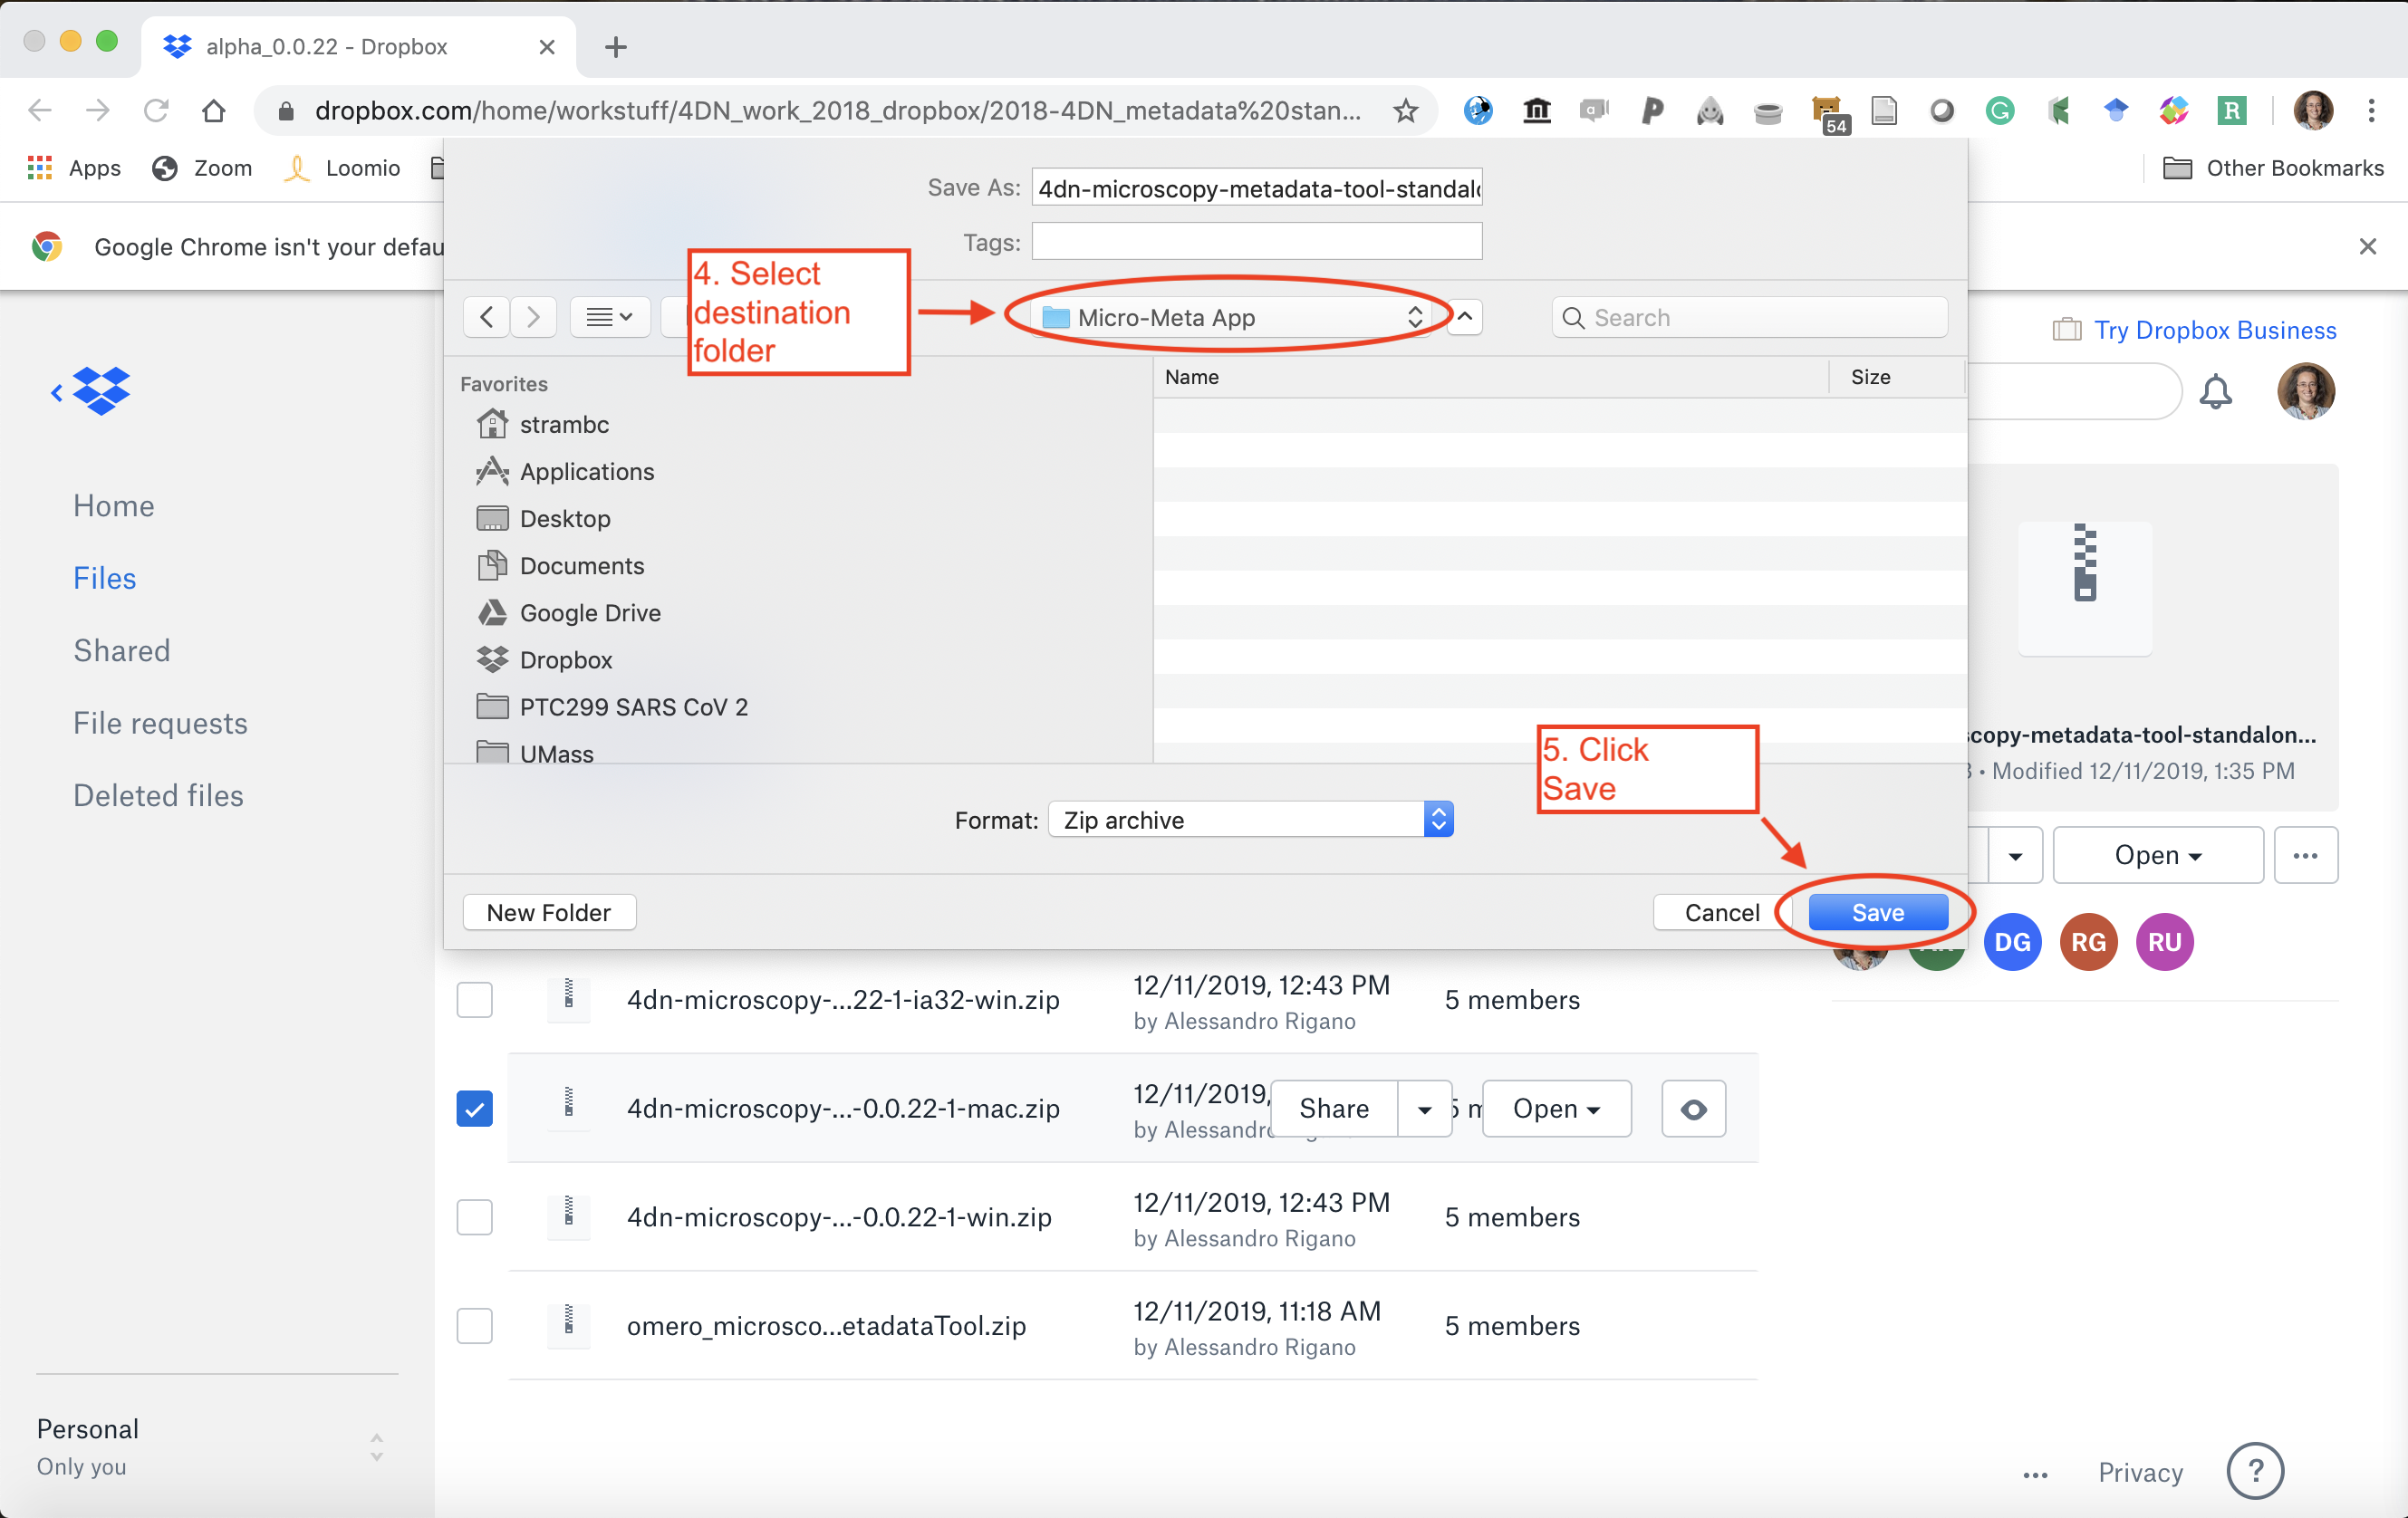 alpha_0.0.22 - Dropbox
dropbox.com/home/workstuff/4DN_work_2018_dropbox/2018-4DN_metadata%20stan...
54
Apps
Zoom
Loomio
Other Bookmarks
Google Chrome isn't your defau
Save As: 4dn-microscopy-metadata-tool-standalo
Tags:
4. Select
destination
folder
Micro-Meta App
Search
Try Dropbox Business
Favorites
strambc
Applications
Desktop
Documents
Google Drive
Dropbox
PTC299 SARS CoV 2
UMass
Name
Size
Home
Files
Shared
File requests
Deleted files
scopy-metadata-tool-standalon...
• Modified 12/11/2019, 1:35 PM
5. Click
Save
Format: Zip archive
Open
New Folder
Cancel
Save
DG
RG
RU
4dn-microscopy-...22-1-ia32-win.zip
12/11/2019, 12:43 PM
by Alessandro Rigano
5 members
4dn-microscopy-...-0.0.22-1-mac.zip
12/11/2019,
by Alessandro
Share
5 m
Open
4dn-microscopy-...-0.0.22-1-win.zip
12/11/2019, 12:43 PM
by Alessandro Rigano
5 members
omero_microsco...etadataTool.zip
12/11/2019, 11:18 AM
by Alessandro Rigano
5 members
Personal
Only you
Privacy
?